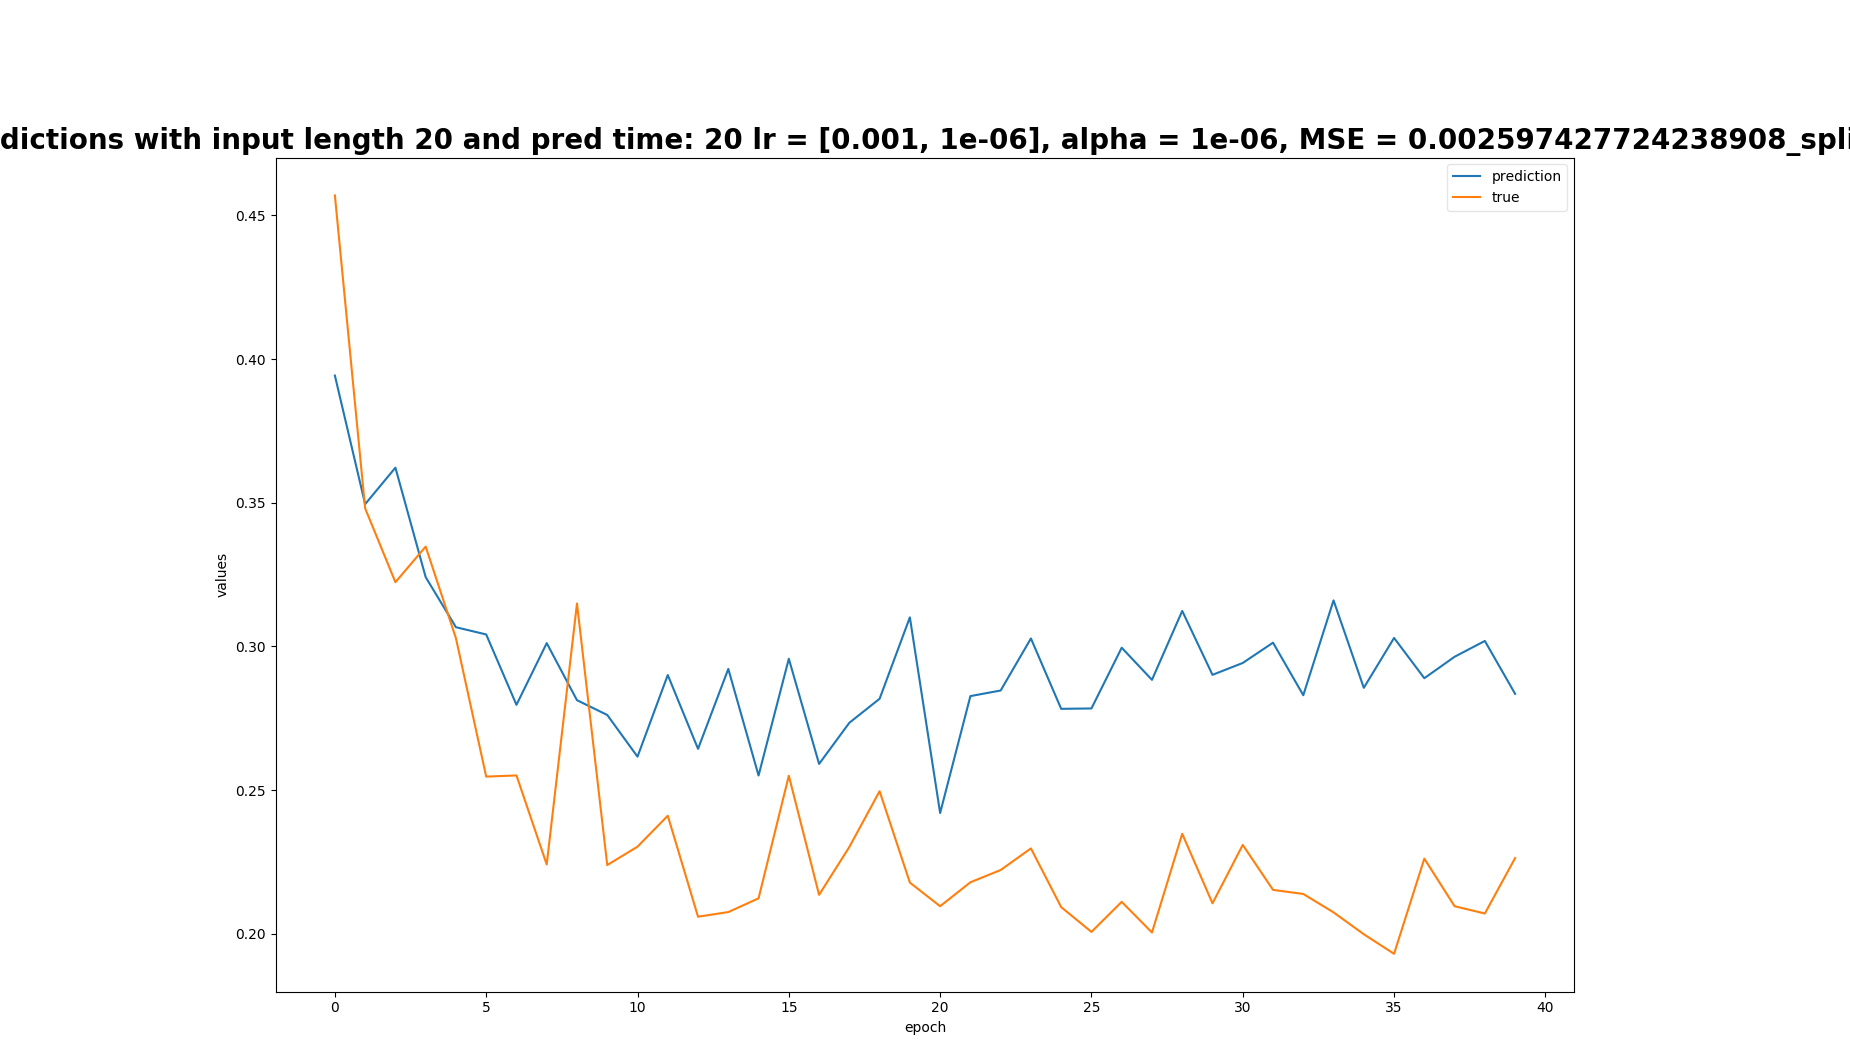 dictions with input length 20 and pred time: 20 lr = [0.001, 1e-06], alpha = 1e-06, MSE = 0.002597427724238908_spli
prediction
true
0.45
0.40
0.35
0.30
0.25
0.20
values
0 5 10 15 20 25 30 35 40
epoch